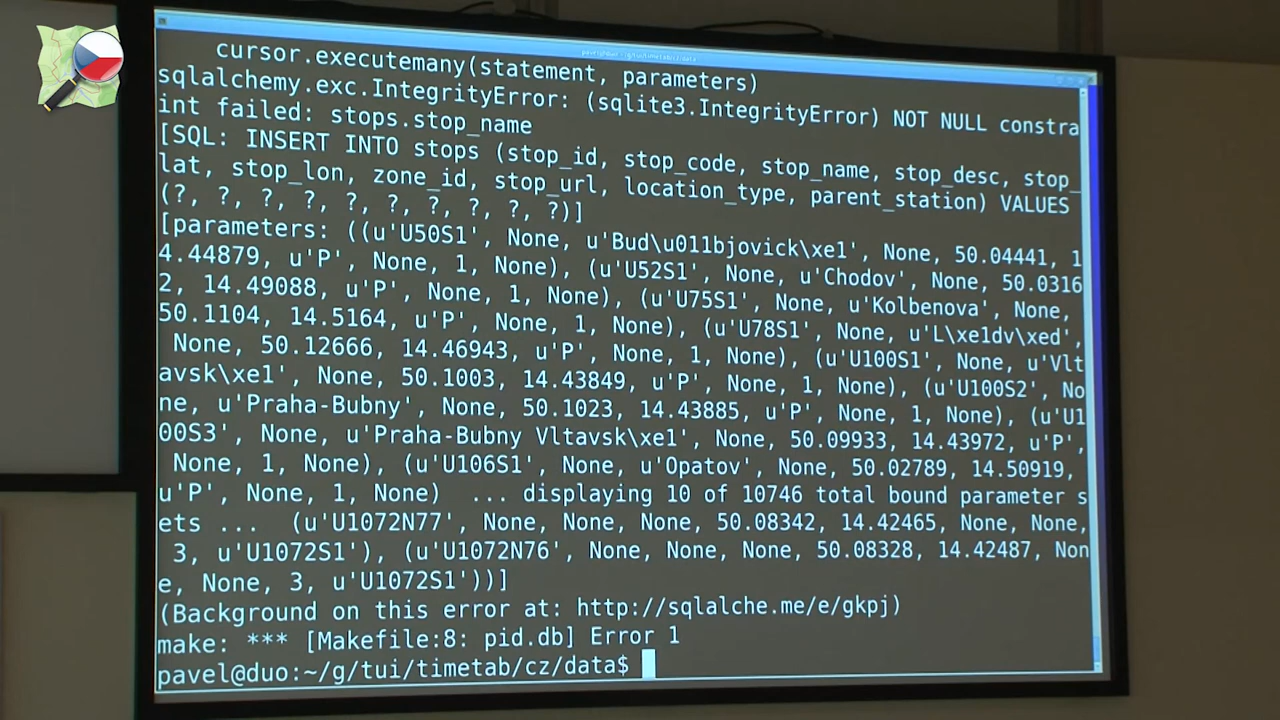 cursor.executemany(statement, parameters)
sqlalchemy.exc.IntegrityError: (sqlite3.IntegrityError) NOT NULL constra
int failed: stops.stop_name
[SQL: INSERT INTO stops (stop_id, stop_code, stop_name, stop_desc, stop_
lat, stop_lon, zone_id, stop_url, location_type, parent_station) VALUES
(?, ?, ?, ?, ?, ?, ?, ?, ?, ?)]
[parameters: ((u'U50S1', None, u'Bud\u011bjovick\xe1', None, 50.04441, 1
4.44879, u'P', None, 1, None), (u'U52S1', None, u'Chodov', None, 50.0316
2, 14.49088, u'P', None, 1, None), (u'U75S1', None, u'Kolbenova', None,
50.1104, 14.5164, u'P', None, 1, None), (u'U78S1', None, u'L\xe1dv\xed',
None, 50.12666, 14.46943, u'P', None, 1, None), (u'U100S1', None, u'Vlt
avsk\xe1', None, 50.1003, 14.43849, u'P', None, 1, None), (u'U100S2', No
ne, u'Praha-Bubny', None, 50.1023, 14.43885, u'P', None, 1, None), (u'U1
00S3', None, u'Praha-Bubny Vltavsk\xe1', None, 50.09933, 14.43972, u'P',
None, 1, None), (u'U106S1', None, u'Opatov', None, 50.02789, 14.50919,
u'P', None, 1, None)  ... displaying 10 of 10746 total bound parameter s
ets ...  (u'U1072N77', None, None, None, 50.08342, 14.42465, None, None,
3, u'U1072S1'), (u'U1072N76', None, None, None, 50.08328, 14.42487, Non
e, None, 3, u'U1072S1'))]
(Background on this error at: http://sqlalche.me/e/gkpj)
make: *** [Makefile:8: pid.db] Error 1
pavel@duo:~/g/tui/timetab/cz/data$